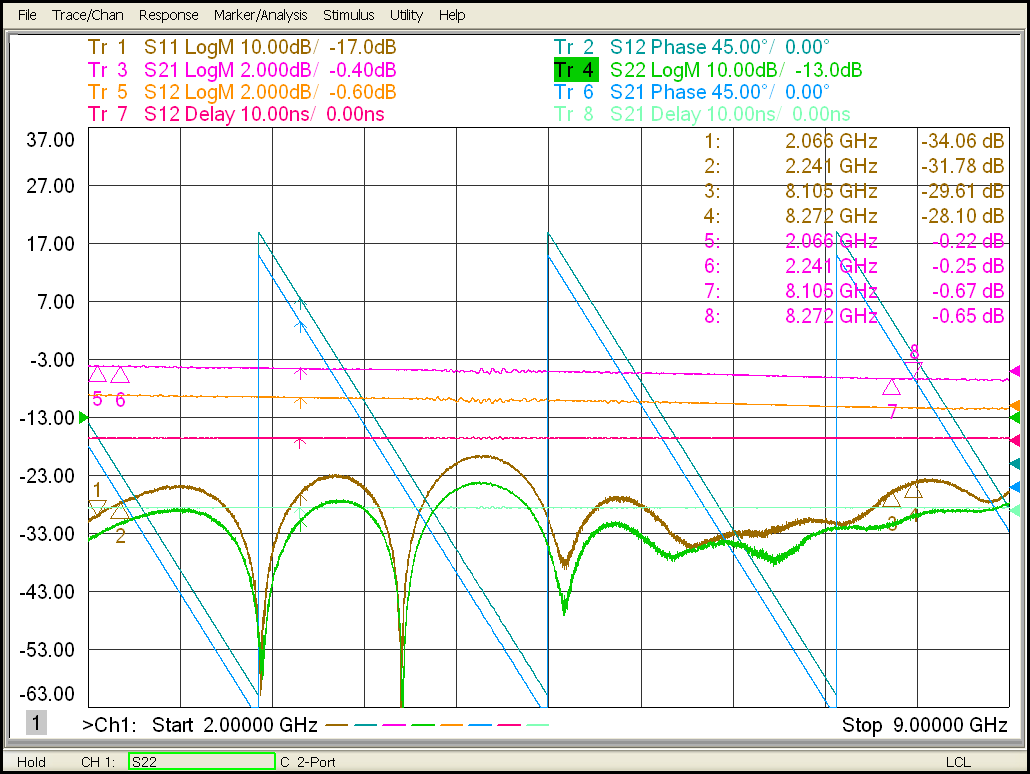 File Trace/Chan Response Marker/Analysis Stimulus Utility Help
Tr 1 S11 LogM 10.00dB/ -17.0dB
Tr 2 S12 Phase 45.00°/ 0.00°
Tr 3 S21 LogM 2.000dB/ -0.40dB
Tr 4 S22 LogM 10.00dB/ -13.0dB
Tr 5 S12 LogM 2.000dB/ -0.60dB
Tr 6 S21 Phase 45.00°/ 0.00°
Tr 7 S12 Delay 10.00ns/ 0.00ns
Tr 8 S21 Delay 10.00ns/ 0.00ns
37.00
27.00
17.00
7.00
-3.00
-13.00
-23.00
-33.00
-43.00
-53.00
-63.00
1: 2.066 GHz -34.06 dB
2: 2.241 GHz -31.78 dB
3: 8.105 GHz -29.61 dB
4: 8.272 GHz -28.10 dB
5: 2.066 GHz -0.22 dB
6: 2.241 GHz -0.25 dB
7: 8.105 GHz -0.67 dB
8: 8.272 GHz -0.65 dB
8
5 6
7
1
2
3 4
1 >Ch1: Start 2.00000 GHz Stop 9.00000 GHz
Hold CH 1: S22 C 2-Port LCL